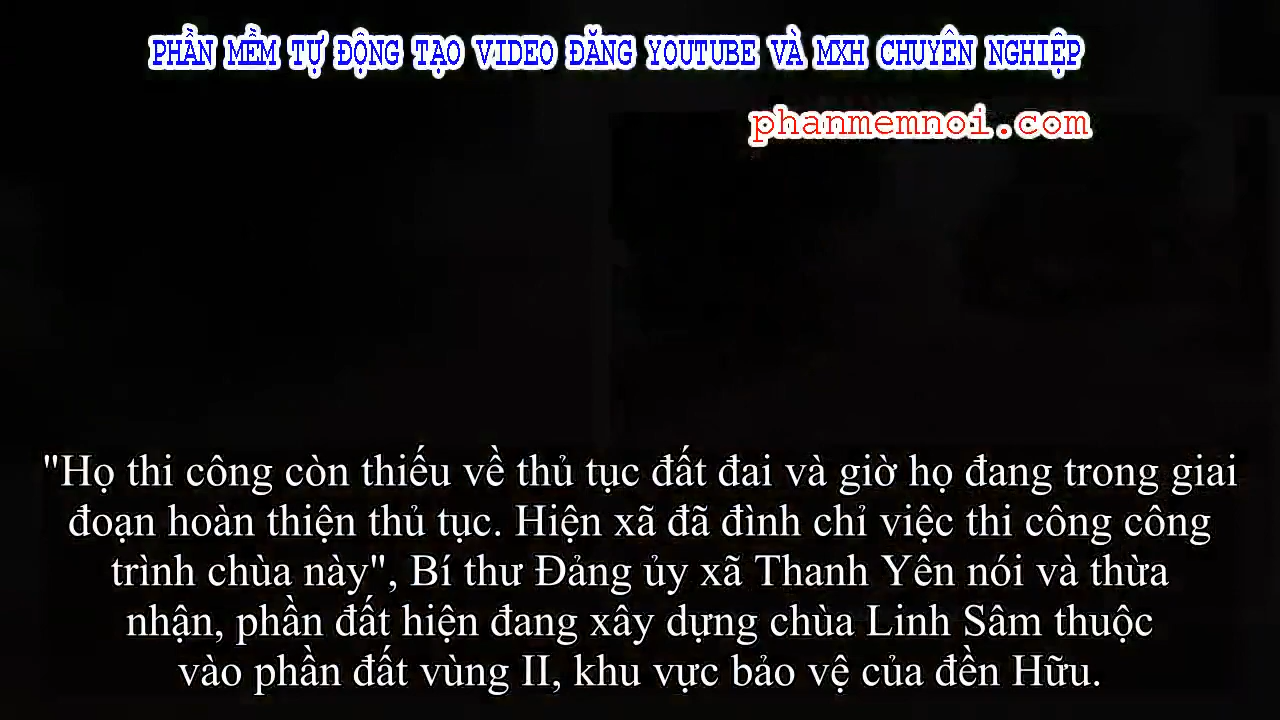 PHẦN MỀM TỰ ĐỘNG TẠO VIDEO ĐĂNG YOUTUBE VÀ MXH CHUYÊN NGHIỆP
phanmemnoi.com
"Họ thi công còn thiếu về thủ tục đất đai và giờ họ đang trong giai
đoạn hoàn thiện thủ tục. Hiện xã đã đình chỉ việc thi công công
trình chùa này", Bí thư Đảng ủy xã Thanh Yên nói và thừa
nhận, phần đất hiện đang xây dựng chùa Linh Sâm thuộc
vào phần đất vùng II, khu vực bảo vệ của đền Hữu.